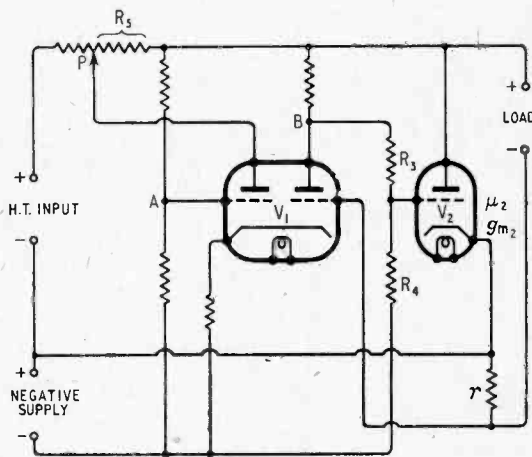 R₅
P
+
LOAD
-
B
R₃
+
A
V₁
V₂
μ₂
gm₂
H.T. INPUT
-
R₄
+
NEGATIVE
SUPPLY
-
r